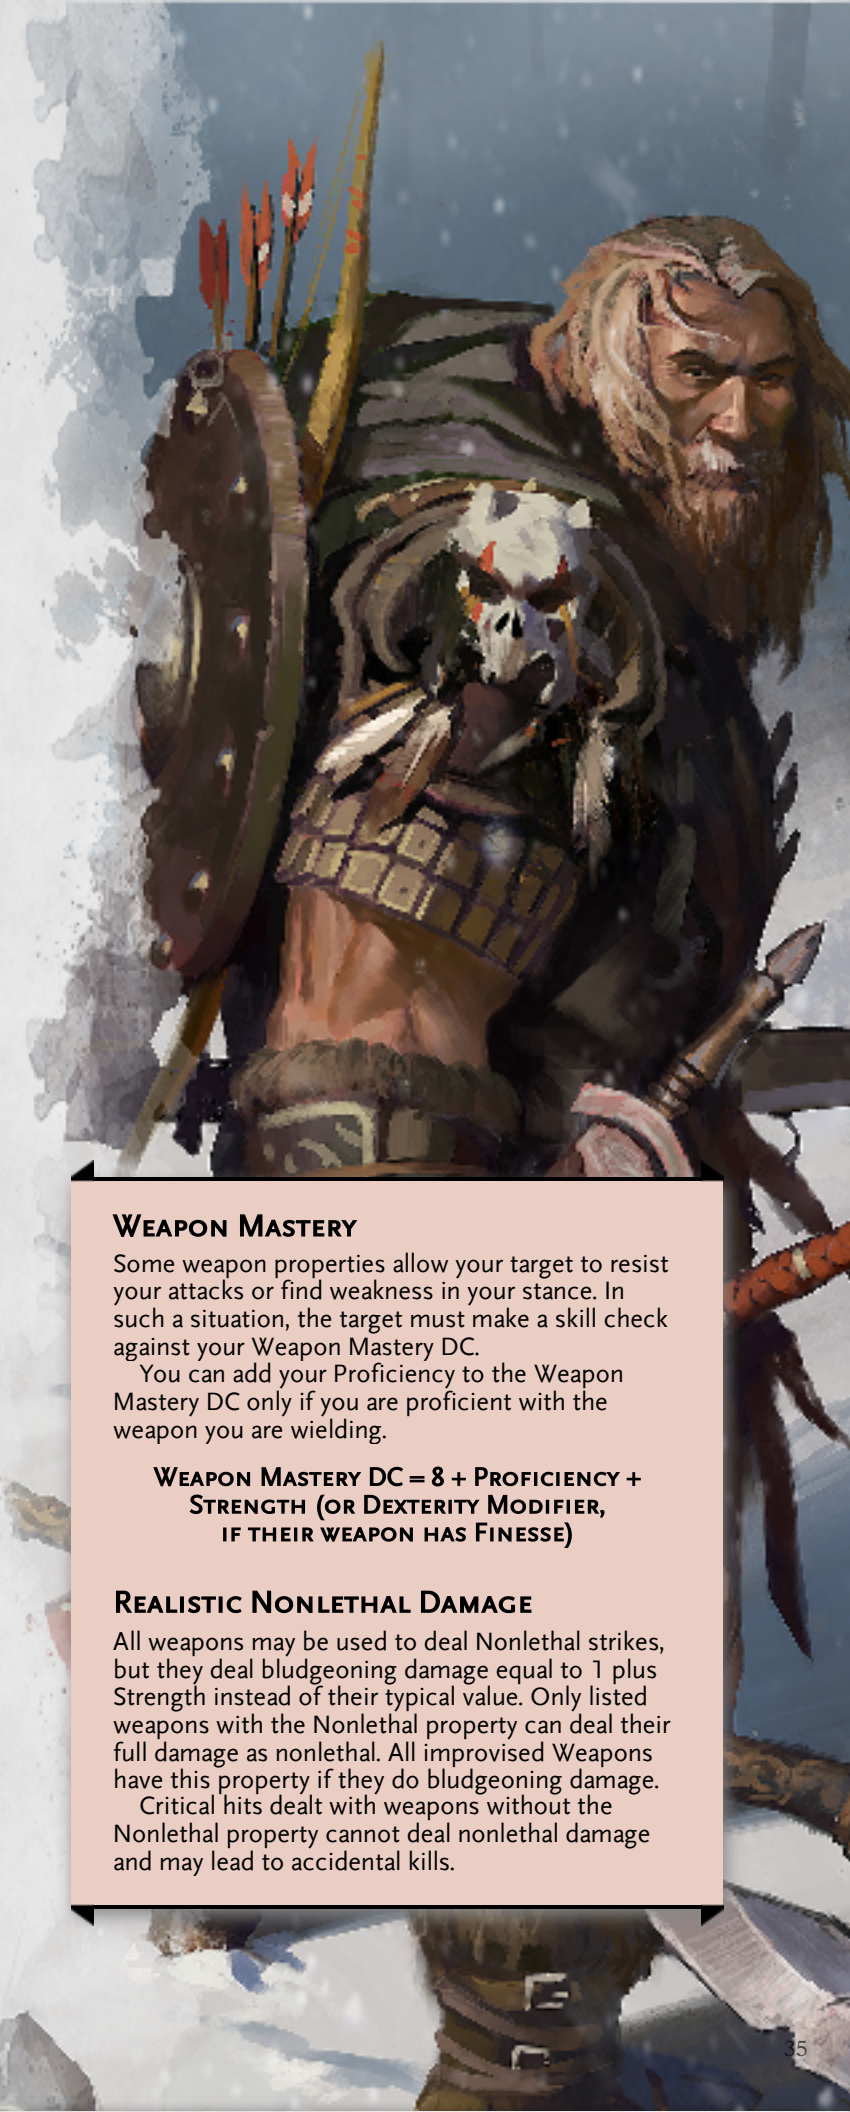 Weapon Mastery
Some weapon properties allow your target to resist
your attacks or find weakness in your stance. In
such a situation, the target must make a skill check
against your Weapon Mastery DC.
You can add your Proficiency to the Weapon
Mastery DC only if you are proficient with the
weapon you are wielding.
Weapon Mastery DC = 8 + Proficiency +
Strength (or Dexterity Modifier,
if their weapon has Finesse)
Realistic Nonlethal Damage
All weapons may be used to deal Nonlethal strikes,
but they deal bludgeoning damage equal to 1 plus
Strength instead of their typical value. Only listed
weapons with the Nonlethal property can deal their
full damage as nonlethal. All improvised Weapons
have this property if they do bludgeoning damage.
Critical hits dealt with weapons without the
Nonlethal property cannot deal nonlethal damage
and may lead to accidental kills.
35